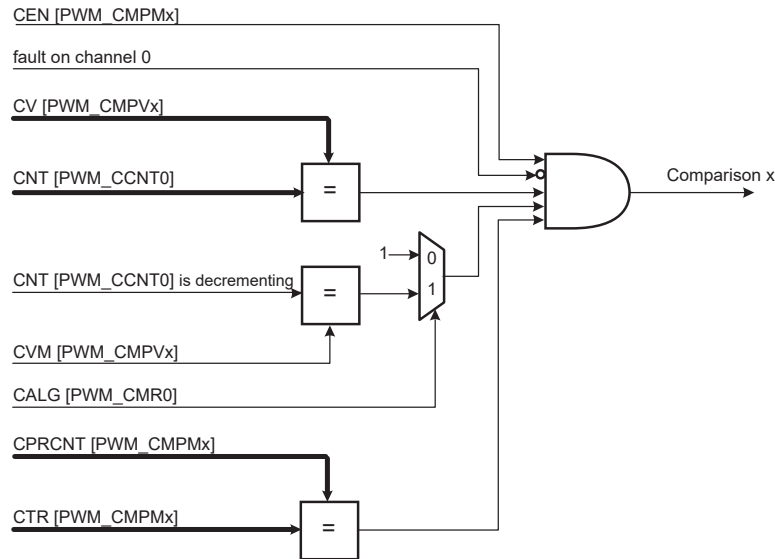 CEN [PWM_CMPMx]
fault on channel 0
CV [PWM_CMPVx]
CNT [PWM_CCNT0]
=
Comparison x
1
0
CNT [PWM_CCNT0] is decrementing
=
1
CVM [PWM_CMPVx]
CALG [PWM_CMR0]
CPRCNT [PWM_CMPMx]
CTR [PWM_CMPMx]
=